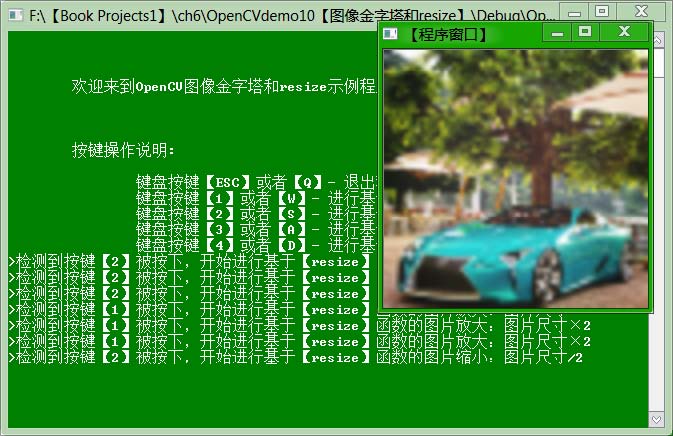 F:\【Book Projects1】\ch6\OpenCVdemo10【图像金字塔和resize】\Debug\Op...
【程序窗口】
欢迎来到OpenCV图像金字塔和resize示例程
按键操作说明：
键盘按键【ESC】或者【Q】- 退出
键盘按键【1】或者【W】- 进行基
键盘按键【2】或者【S】- 进行基
键盘按键【3】或者【A】- 进行基
键盘按键【4】或者【D】- 进行基
>检测到按键【2】被按下，开始进行基于【resize】
>检测到按键【2】被按下，开始进行基于【resize】
>检测到按键【2】被按下，开始进行基于【resize】
>检测到按键【1】被按下，开始进行基于【resize】
>检测到按键【1】被按下，开始进行基于【resize】函数的图片放大：图片尺寸×2
>检测到按键【1】被按下，开始进行基于【resize】函数的图片放大：图片尺寸×2
>检测到按键【2】被按下，开始进行基于【resize】函数的图片缩小：图片尺寸/2